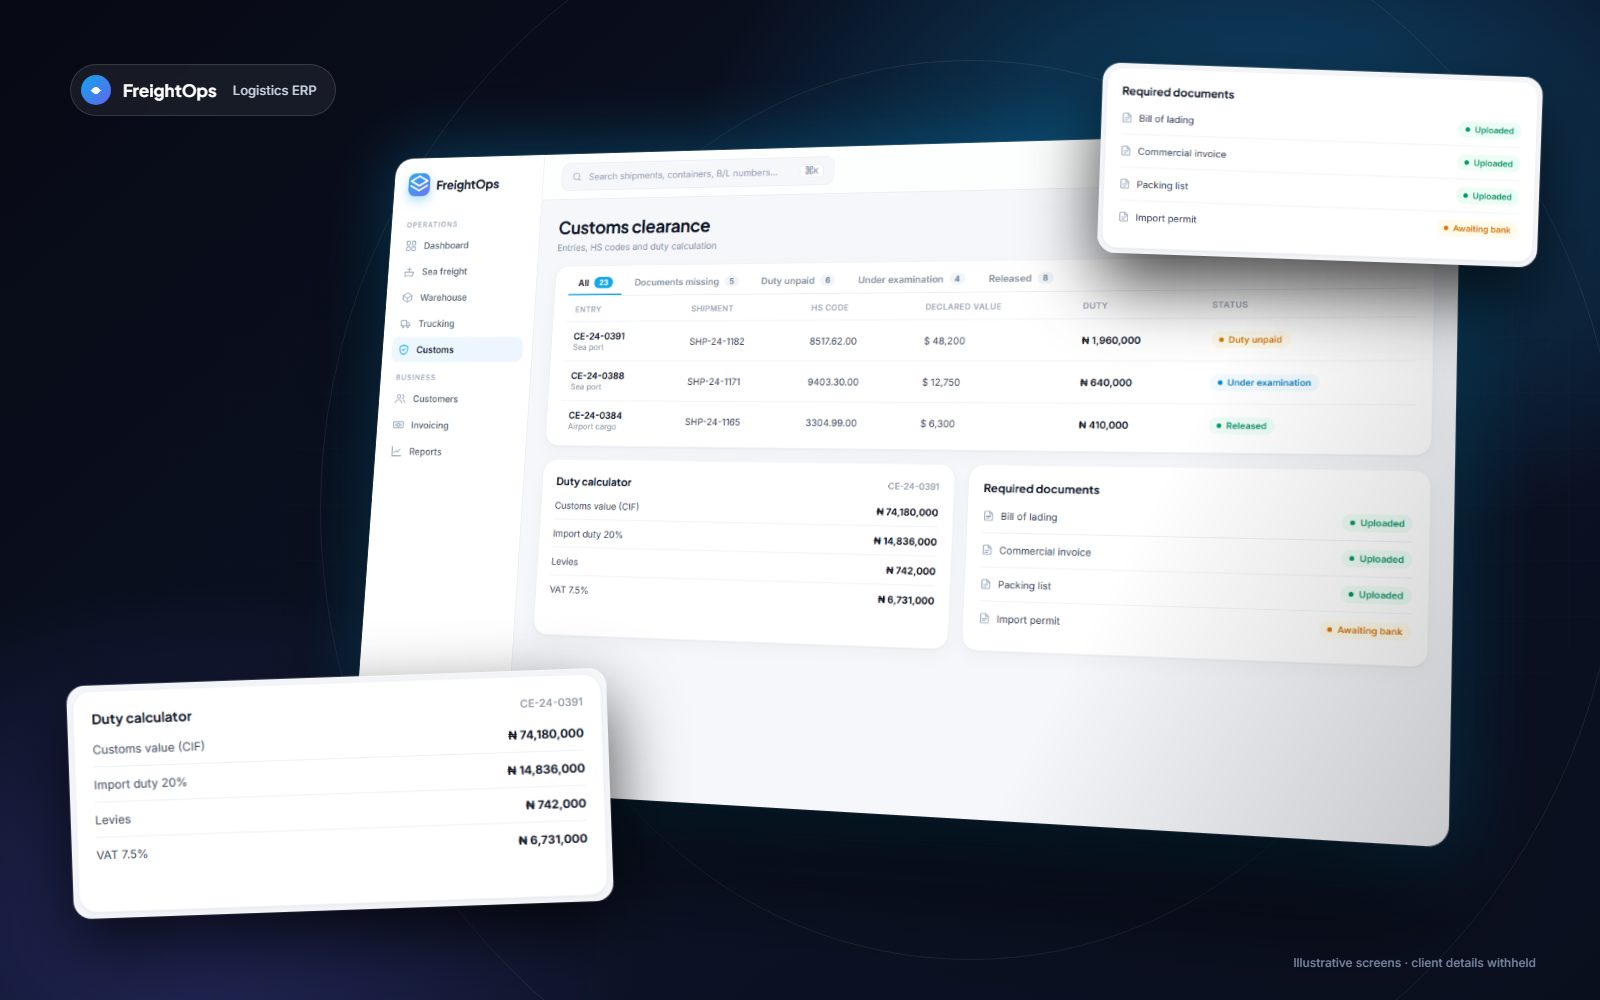 FreightOps Logistics ERP
Required documents
Bill of lading Uploaded
Commercial invoice Uploaded
Packing list Uploaded
Import permit Awaiting bank
FreightOps
Search shipments, containers, B/L numbers... ⌘K
OPERATIONS
Dashboard
Sea freight
Warehouse
Trucking
Customs
BUSINESS
Customers
Invoicing
Reports
Customs clearance
Entries, HS codes and duty calculation
All 23 Documents missing 5 Duty unpaid 6 Under examination 4 Released 8
ENTRY SHIPMENT HS CODE DECLARED VALUE DUTY STATUS
CE-24-0391 SHP-24-1182 8517.62.00 $ 48,200 ₦ 1,960,000 Duty unpaid
Sea port
CE-24-0388 SHP-24-1171 9403.30.00 $ 12,750 ₦ 640,000 Under examination
Sea port
CE-24-0384 SHP-24-1165 3304.99.00 $ 6,300 ₦ 410,000 Released
Airport cargo
Duty calculator CE-24-0391
Customs value (CIF) ₦ 74,180,000
Import duty 20% ₦ 14,836,000
Levies ₦ 742,000
VAT 7.5% ₦ 6,731,000
Required documents
Bill of lading Uploaded
Commercial invoice Uploaded
Packing list Uploaded
Import permit Awaiting bank
Duty calculator CE-24-0391
Customs value (CIF) ₦ 74,180,000
Import duty 20% ₦ 14,836,000
Levies ₦ 742,000
VAT 7.5% ₦ 6,731,000
Illustrative screens · client details withheld